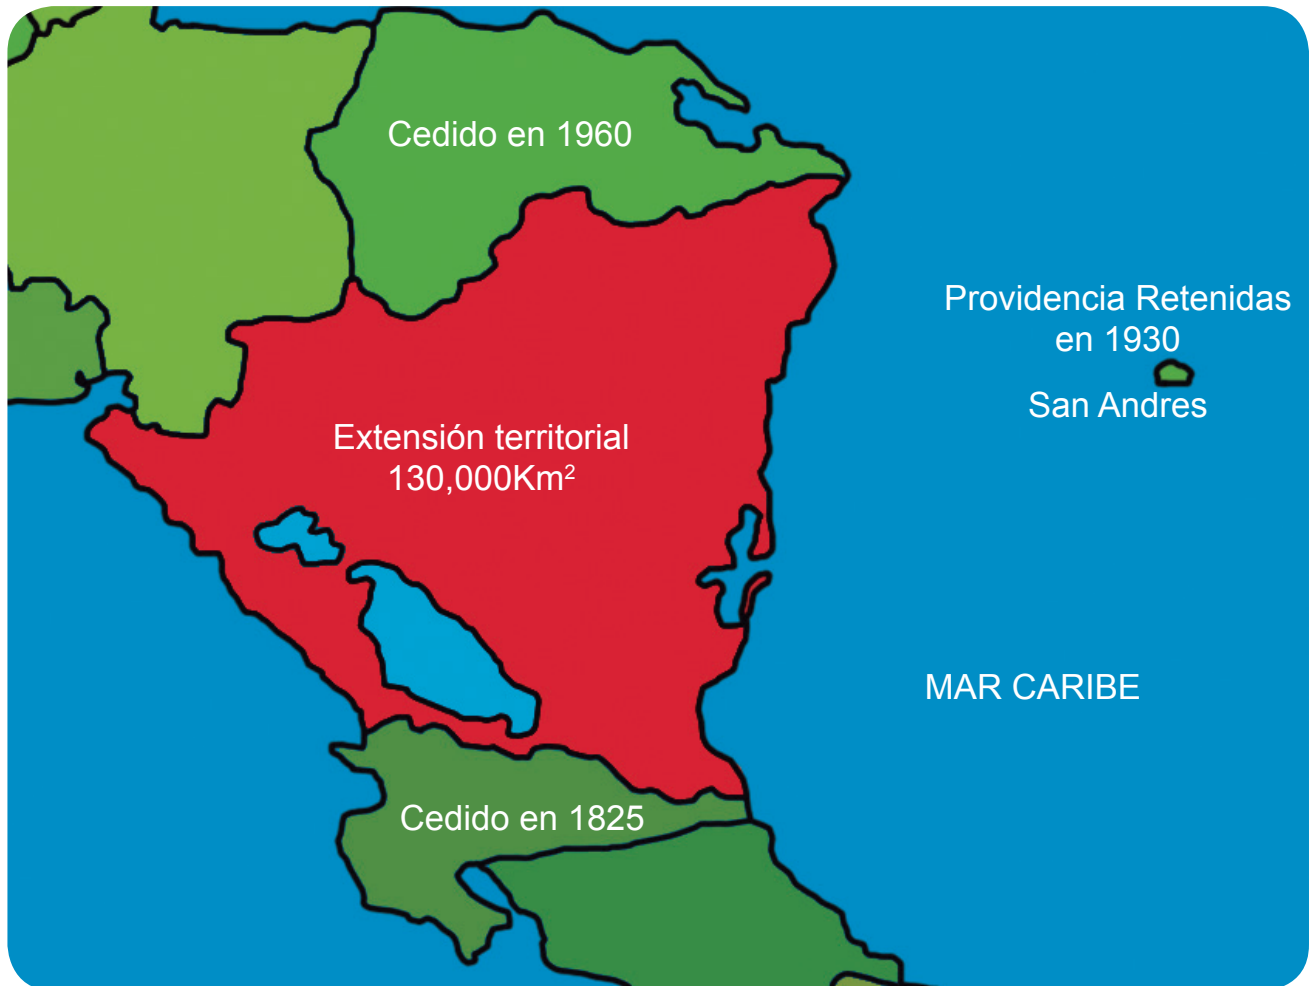 Cedido en 1960
Providencia Retenidas
en 1930
San Andres
Extensión territorial
130,000Km²
MAR CARIBE
Cedido en 1825